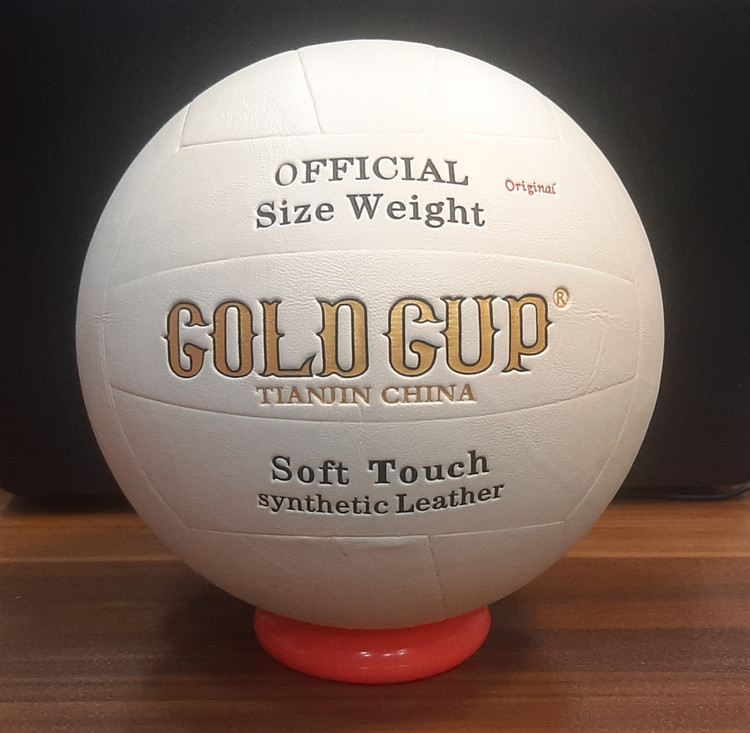 OFFICIAL
Original
Size Weight
GOLD CUP®
TIANJIN CHINA
Soft Touch
synthetic Leather